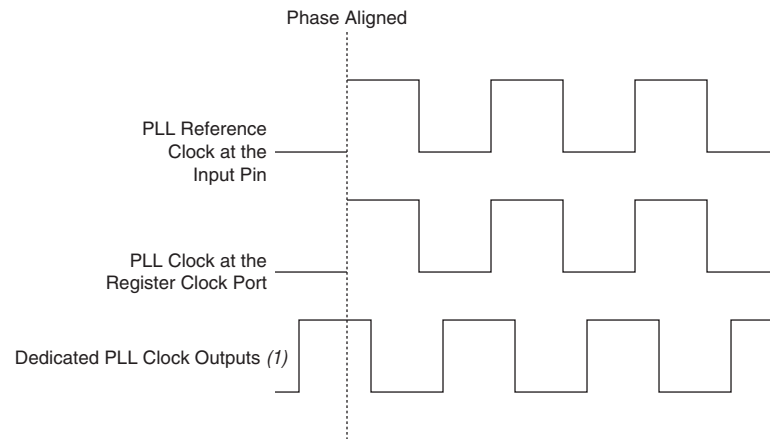 Phase Aligned
PLL Reference
Clock at the
Input Pin
PLL Clock at the
Register Clock Port
Dedicated PLL Clock Outputs (1)